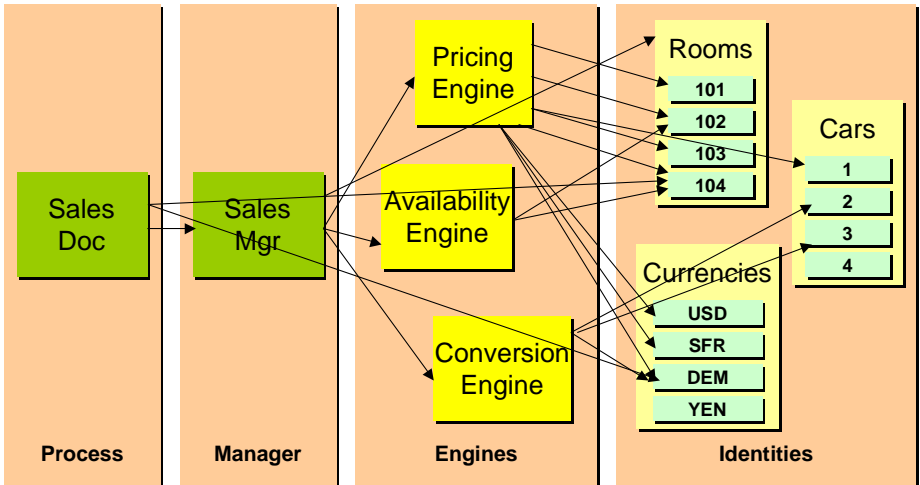 Sales
Doc
Process
Sales
Mgr
Manager
Pricing
Engine
Availability
Engine
Conversion
Engine
Engines
Rooms
101
102
103
104
Cars
1
2
3
4
Currencies
USD
SFR
DEM
YEN
Identities